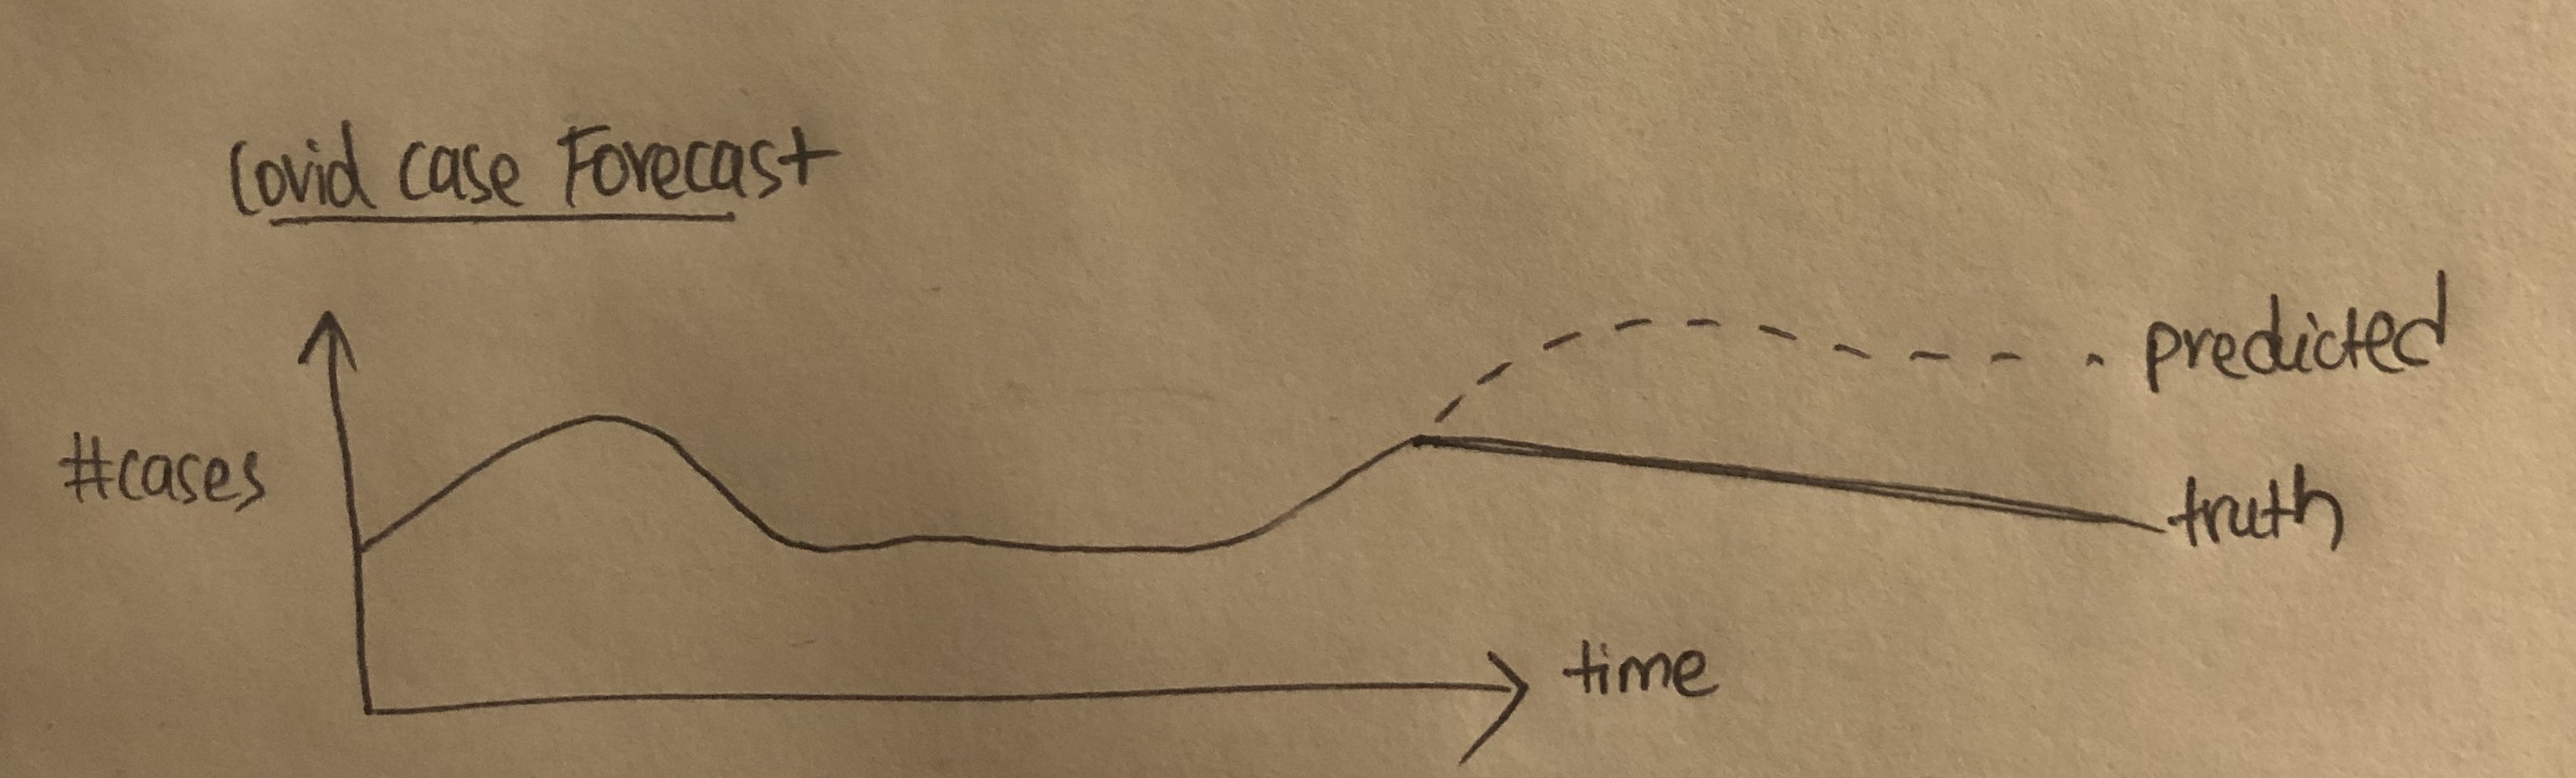 Covid case Forecast
#cases
predicted
truth
time